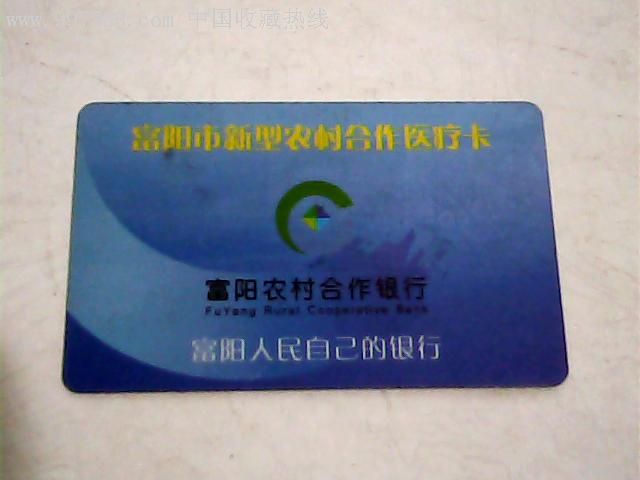 中国收藏热线
富阳市新型农村合作医疗卡
富阳农村合作银行
FuYang Rural Cooperative Bank
富阳人民自己的银行